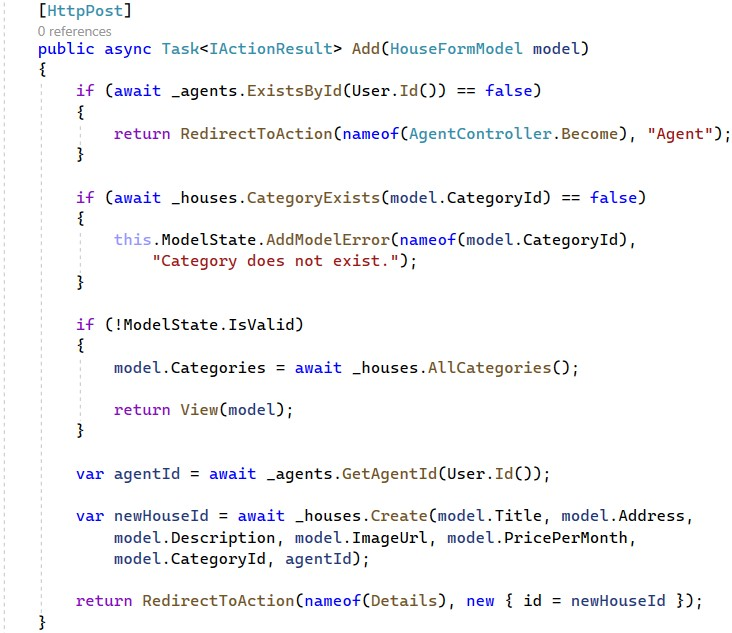 [HttpPost]
0 references
public async Task<IActionResult> Add(HouseFormModel model)
{
if (await _agents.ExistsById(User.Id()) == false)
{
return RedirectToAction(nameof(AgentController.Become), "Agent");
}
if (await _houses.CategoryExists(model.CategoryId) == false)
{
this.ModelState.AddModelError(nameof(model.CategoryId),
"Category does not exist.");
}
if (!ModelState.IsValid)
{
model.Categories = await _houses.AllCategories();
return View(model);
}
var agentId = await _agents.GetAgentId(User.Id());
var newHouseId = await _houses.Create(model.Title, model.Address,
model.Description, model.ImageUrl, model.PricePerMonth,
model.CategoryId, agentId);
return RedirectToAction(nameof(Details), new { id = newHouseId });
}